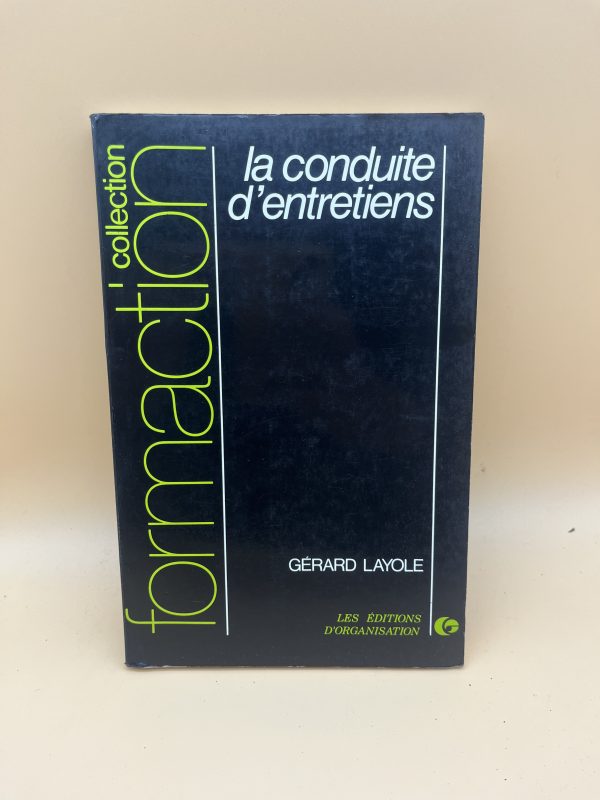 collection
formaction
la conduite
d'entretiens
GÉRARD LAYOLE
LES ÉDITIONS
D'ORGANISATION